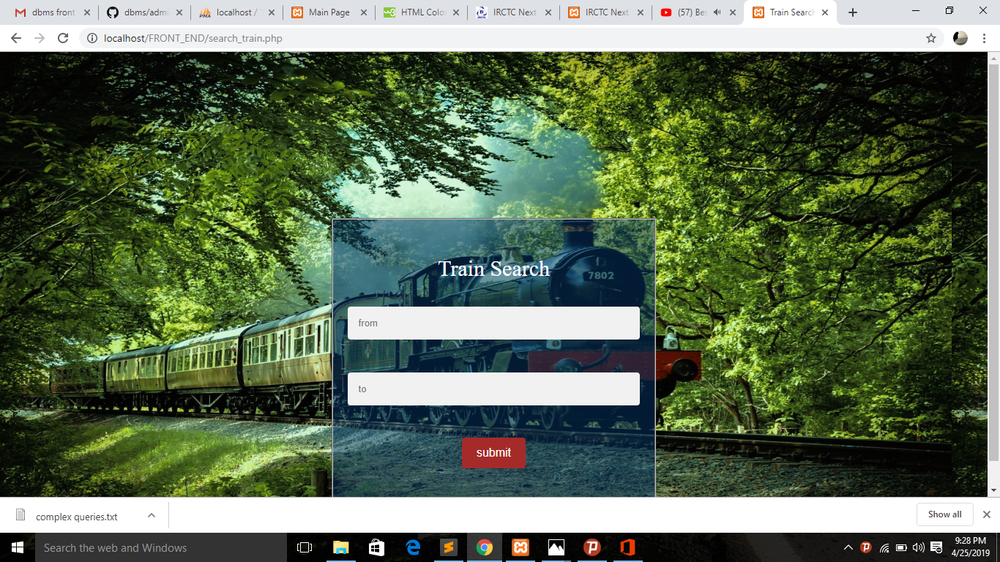 dbms front
dbms/admi
localhost /
Main Page
HTML Color
IRCTC Next
IRCTC Next
(57) Bes
Train Search
localhost/FRONT_END/search_train.php
7802
Train Search
from
to
submit
complex queries.txt
Show all
Search the web and Windows
9:28 PM
4/25/2019